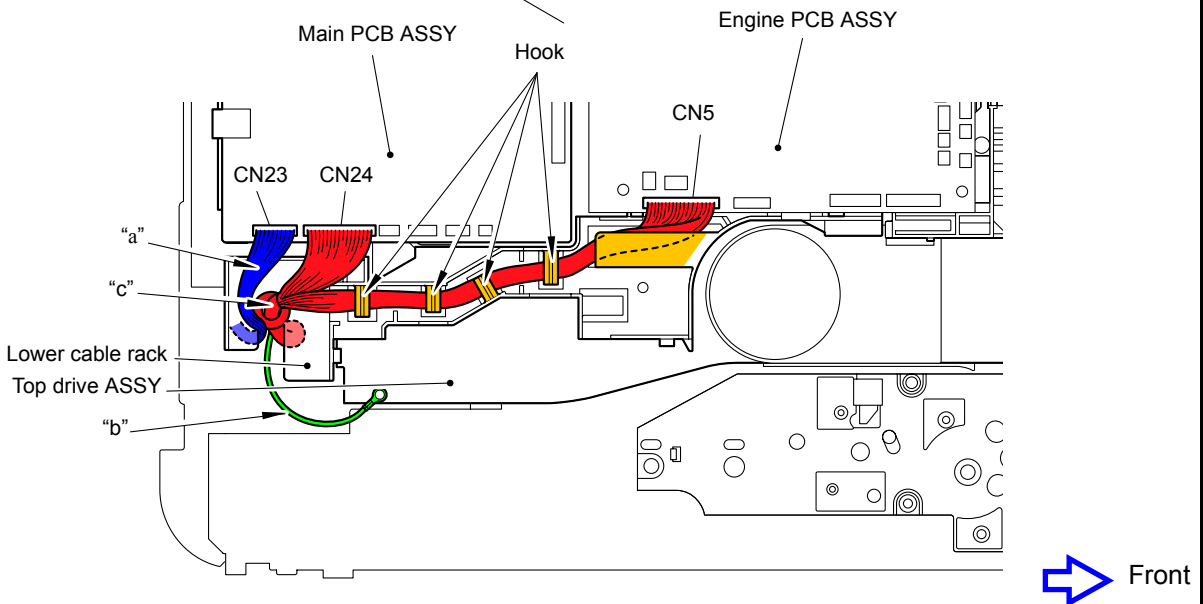 Engine PCB ASSY
Main PCB ASSY
Hook
CN5
CN23
CN24
“a”
“c”
Lower cable rack
Top drive ASSY
“b”
Front